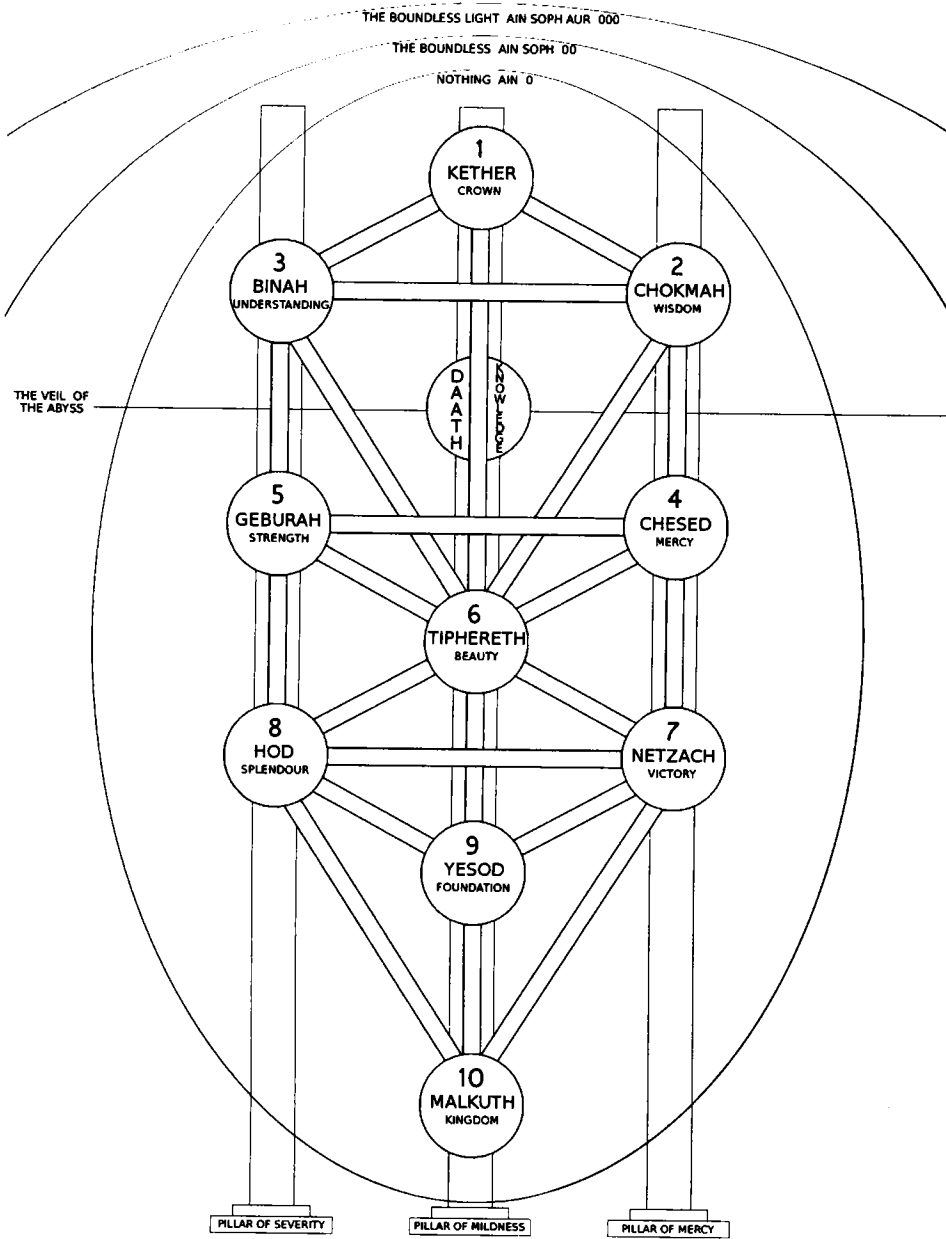 THE BOUNDLESS LIGHT AIN SOPH AUR 000
THE BOUNDLESS AIN SOPH 00
NOTHING AIN 0
1
KETHER
CROWN
3
BINAH
UNDERSTANDING
2
CHOKMAH
WISDOM
THE VEIL OF
THE ABYSS
DAATH
KNOWLEDGE
5
GEBURAH
STRENGTH
4
CHESED
MERCY
6
TIPHERETH
BEAUTY
8
HOD
SPLENDOUR
7
NETZACH
VICTORY
9
YESOD
FOUNDATION
10
MALKUTH
KINGDOM
PILLAR OF SEVERITY
PILLAR OF MILDNESS
PILLAR OF MERCY